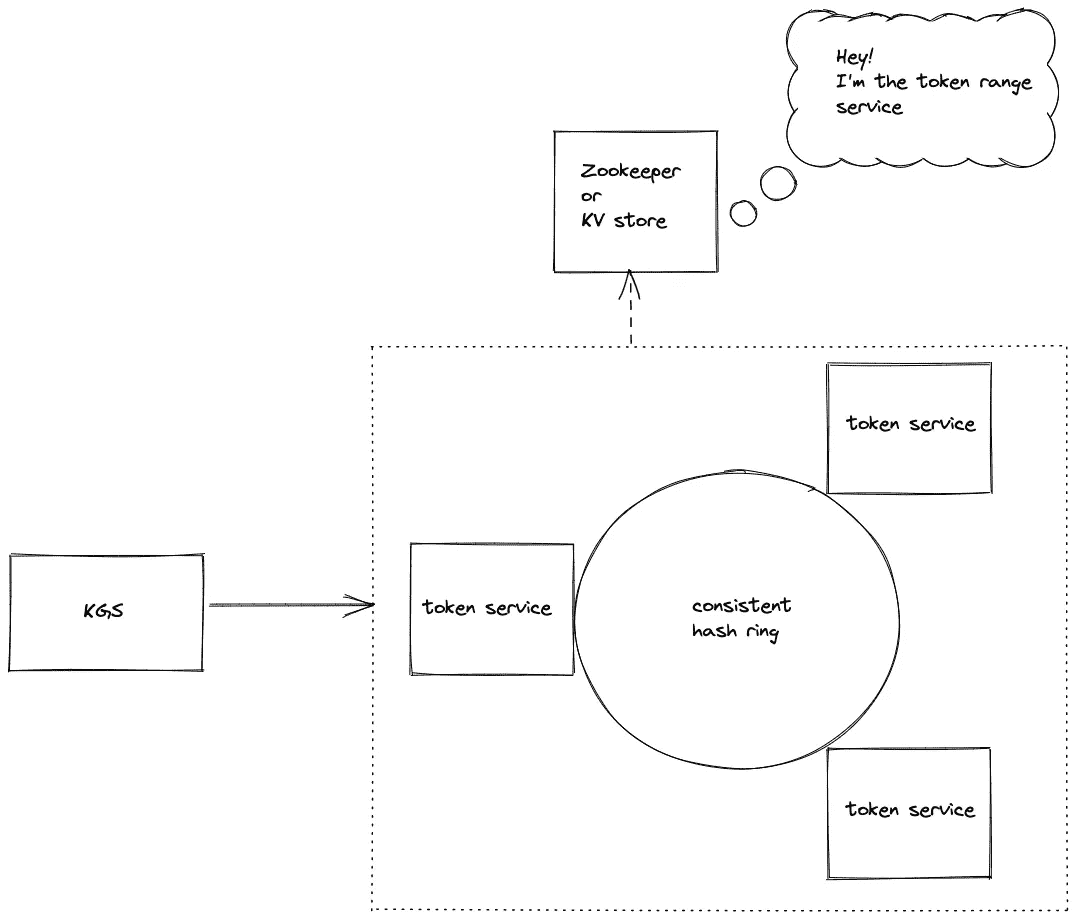 Hey!
I'm the token range
service
Zookeeper
or
KV store
token service
KGS
token service
consistent
hash ring
token service